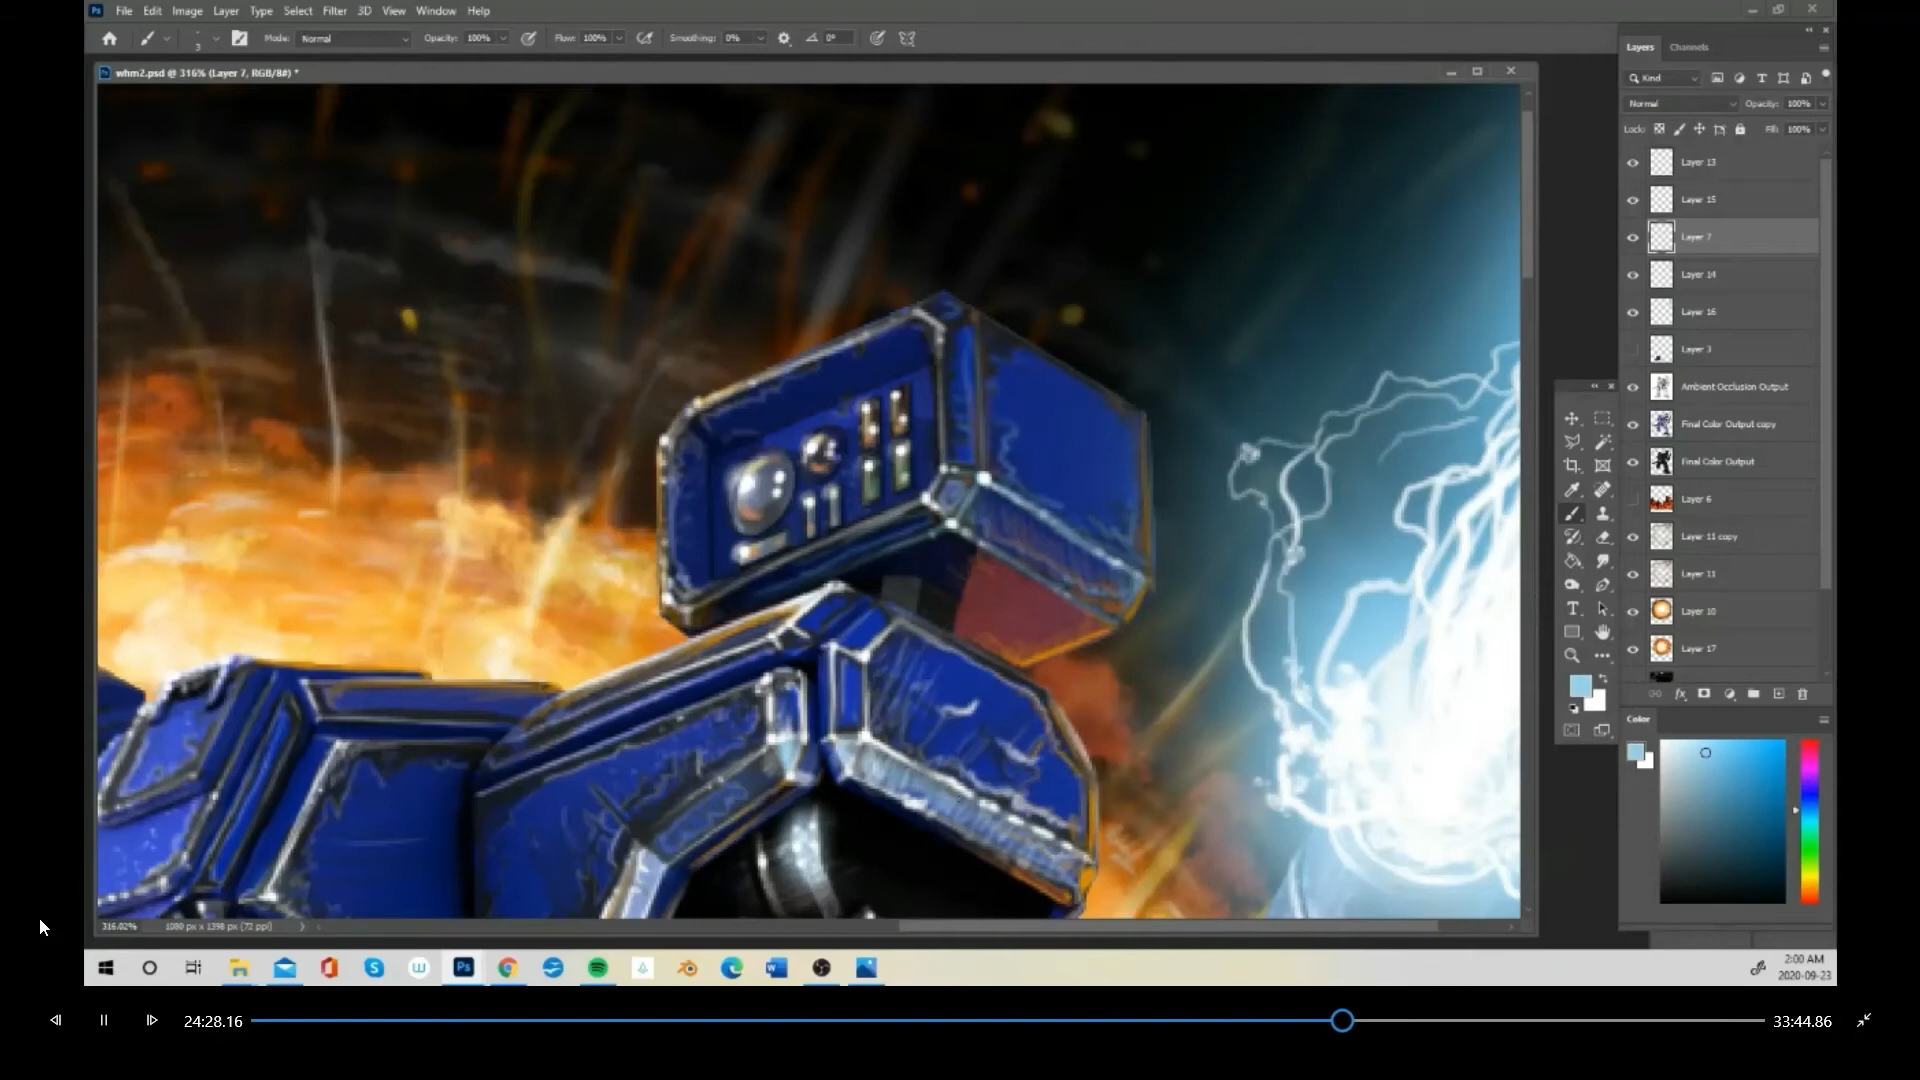 File Edit Image Layer Type Select Filter 3D View Window Help
3 Mode: Normal Opacity: 100% Flow: 100% Smoothing: 0% 0°
whm2.psd @ 316% (Layer 7, RGB/8#) *
Layers Channels
Kind
Normal Opacity: 100%
Lock: Fill: 100%
Layer 13
Layer 15
Layer 7
Layer 14
Layer 16
Layer 3
Ambient Occlusion Output
Final Color Output copy
Final Color Output
Layer 6
Layer 11 copy
Layer 11
Layer 10
Layer 17
Color
316.02% 1080 px x 1398 px (72 ppi)
2:00 AM
2020-09-23
24:28.16 33:44.86